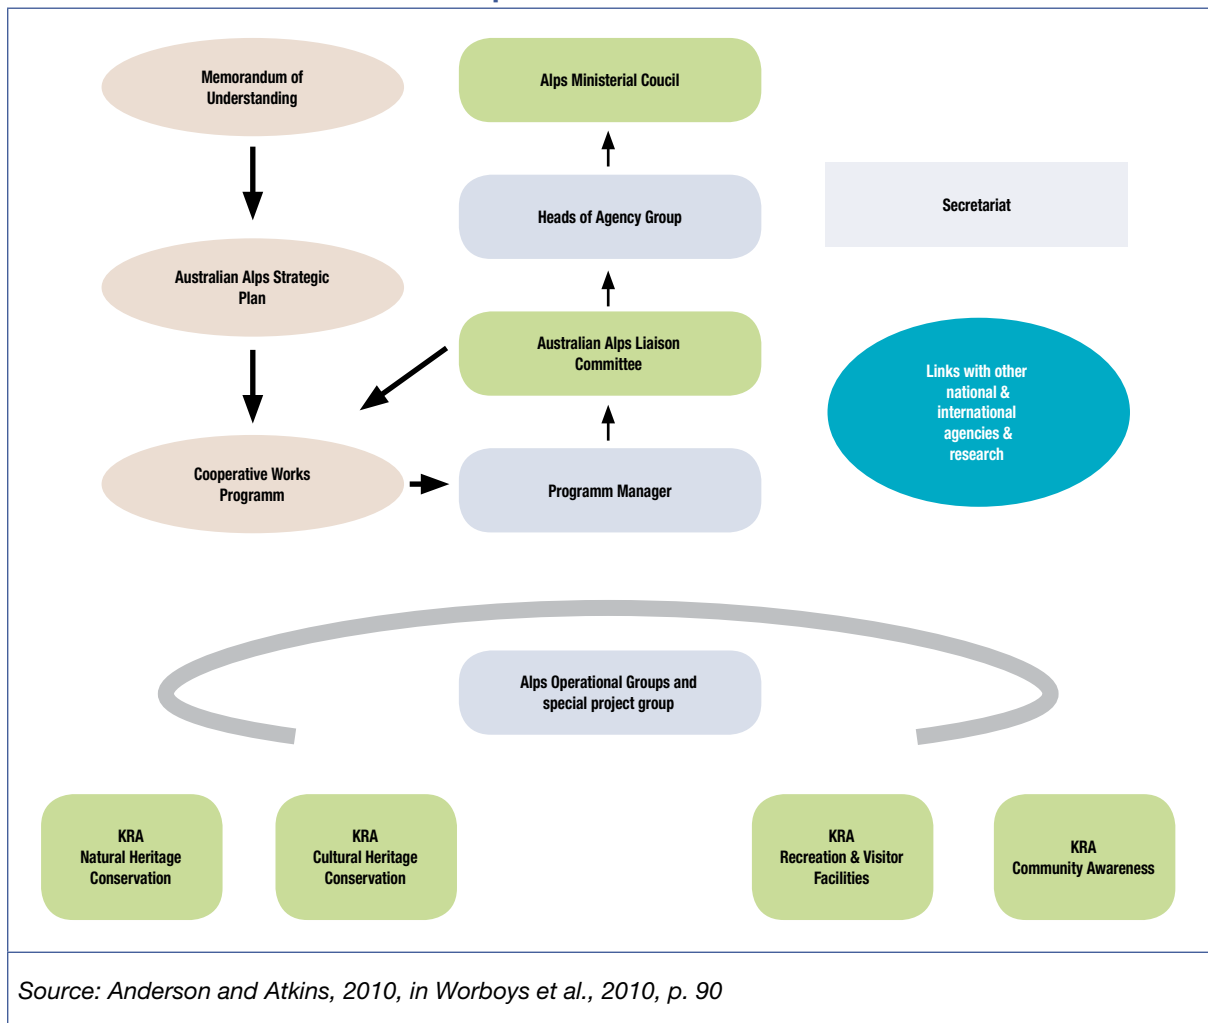 Memorandum of
Understanding
Alps Ministerial Coucil
Heads of Agency Group
Secretariat
Australian Alps Strategic
Plan
Australian Alps Liaison
Committee
Links with other
national &
international
agencies &
research
Cooperative Works
Programm
Programm Manager
Alps Operational Groups and
special project group
KRA
Natural Heritage
Conservation
KRA
Cultural Heritage
Conservation
KRA
Recreation & Visitor
Facilities
KRA
Community Awareness
Source: Anderson and Atkins, 2010, in Worboys et al., 2010, p. 90